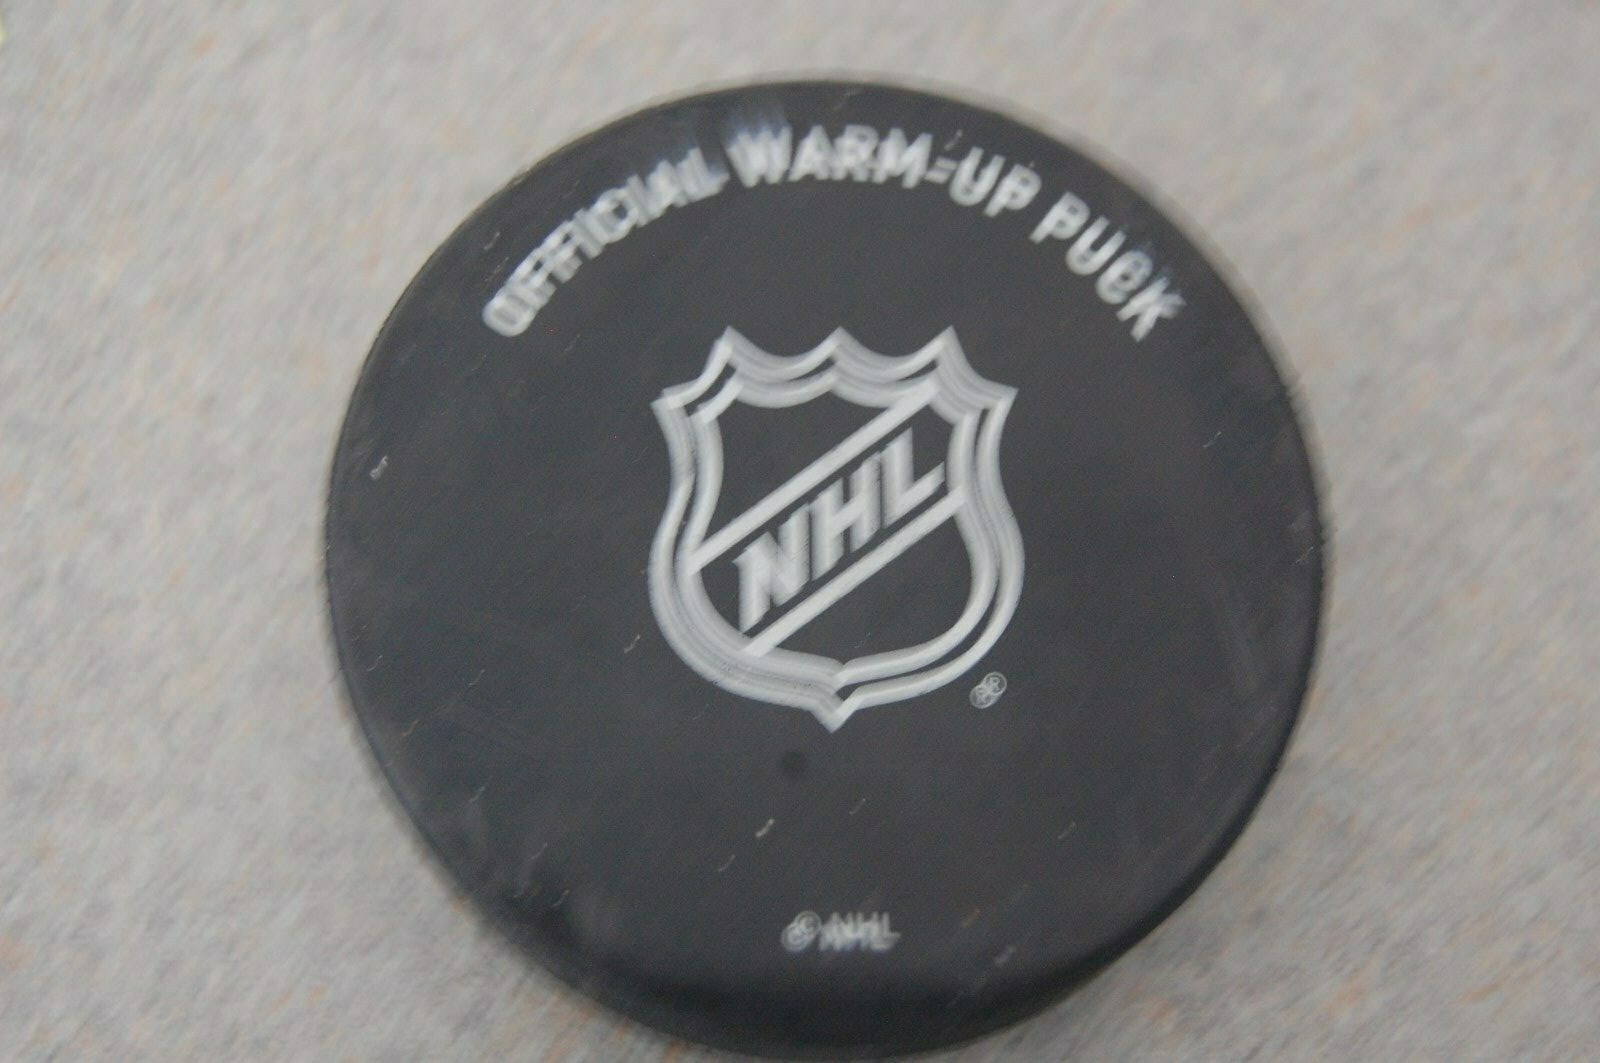 OFFICIAL WARM-UP PUCK
NHL
®
© NHL